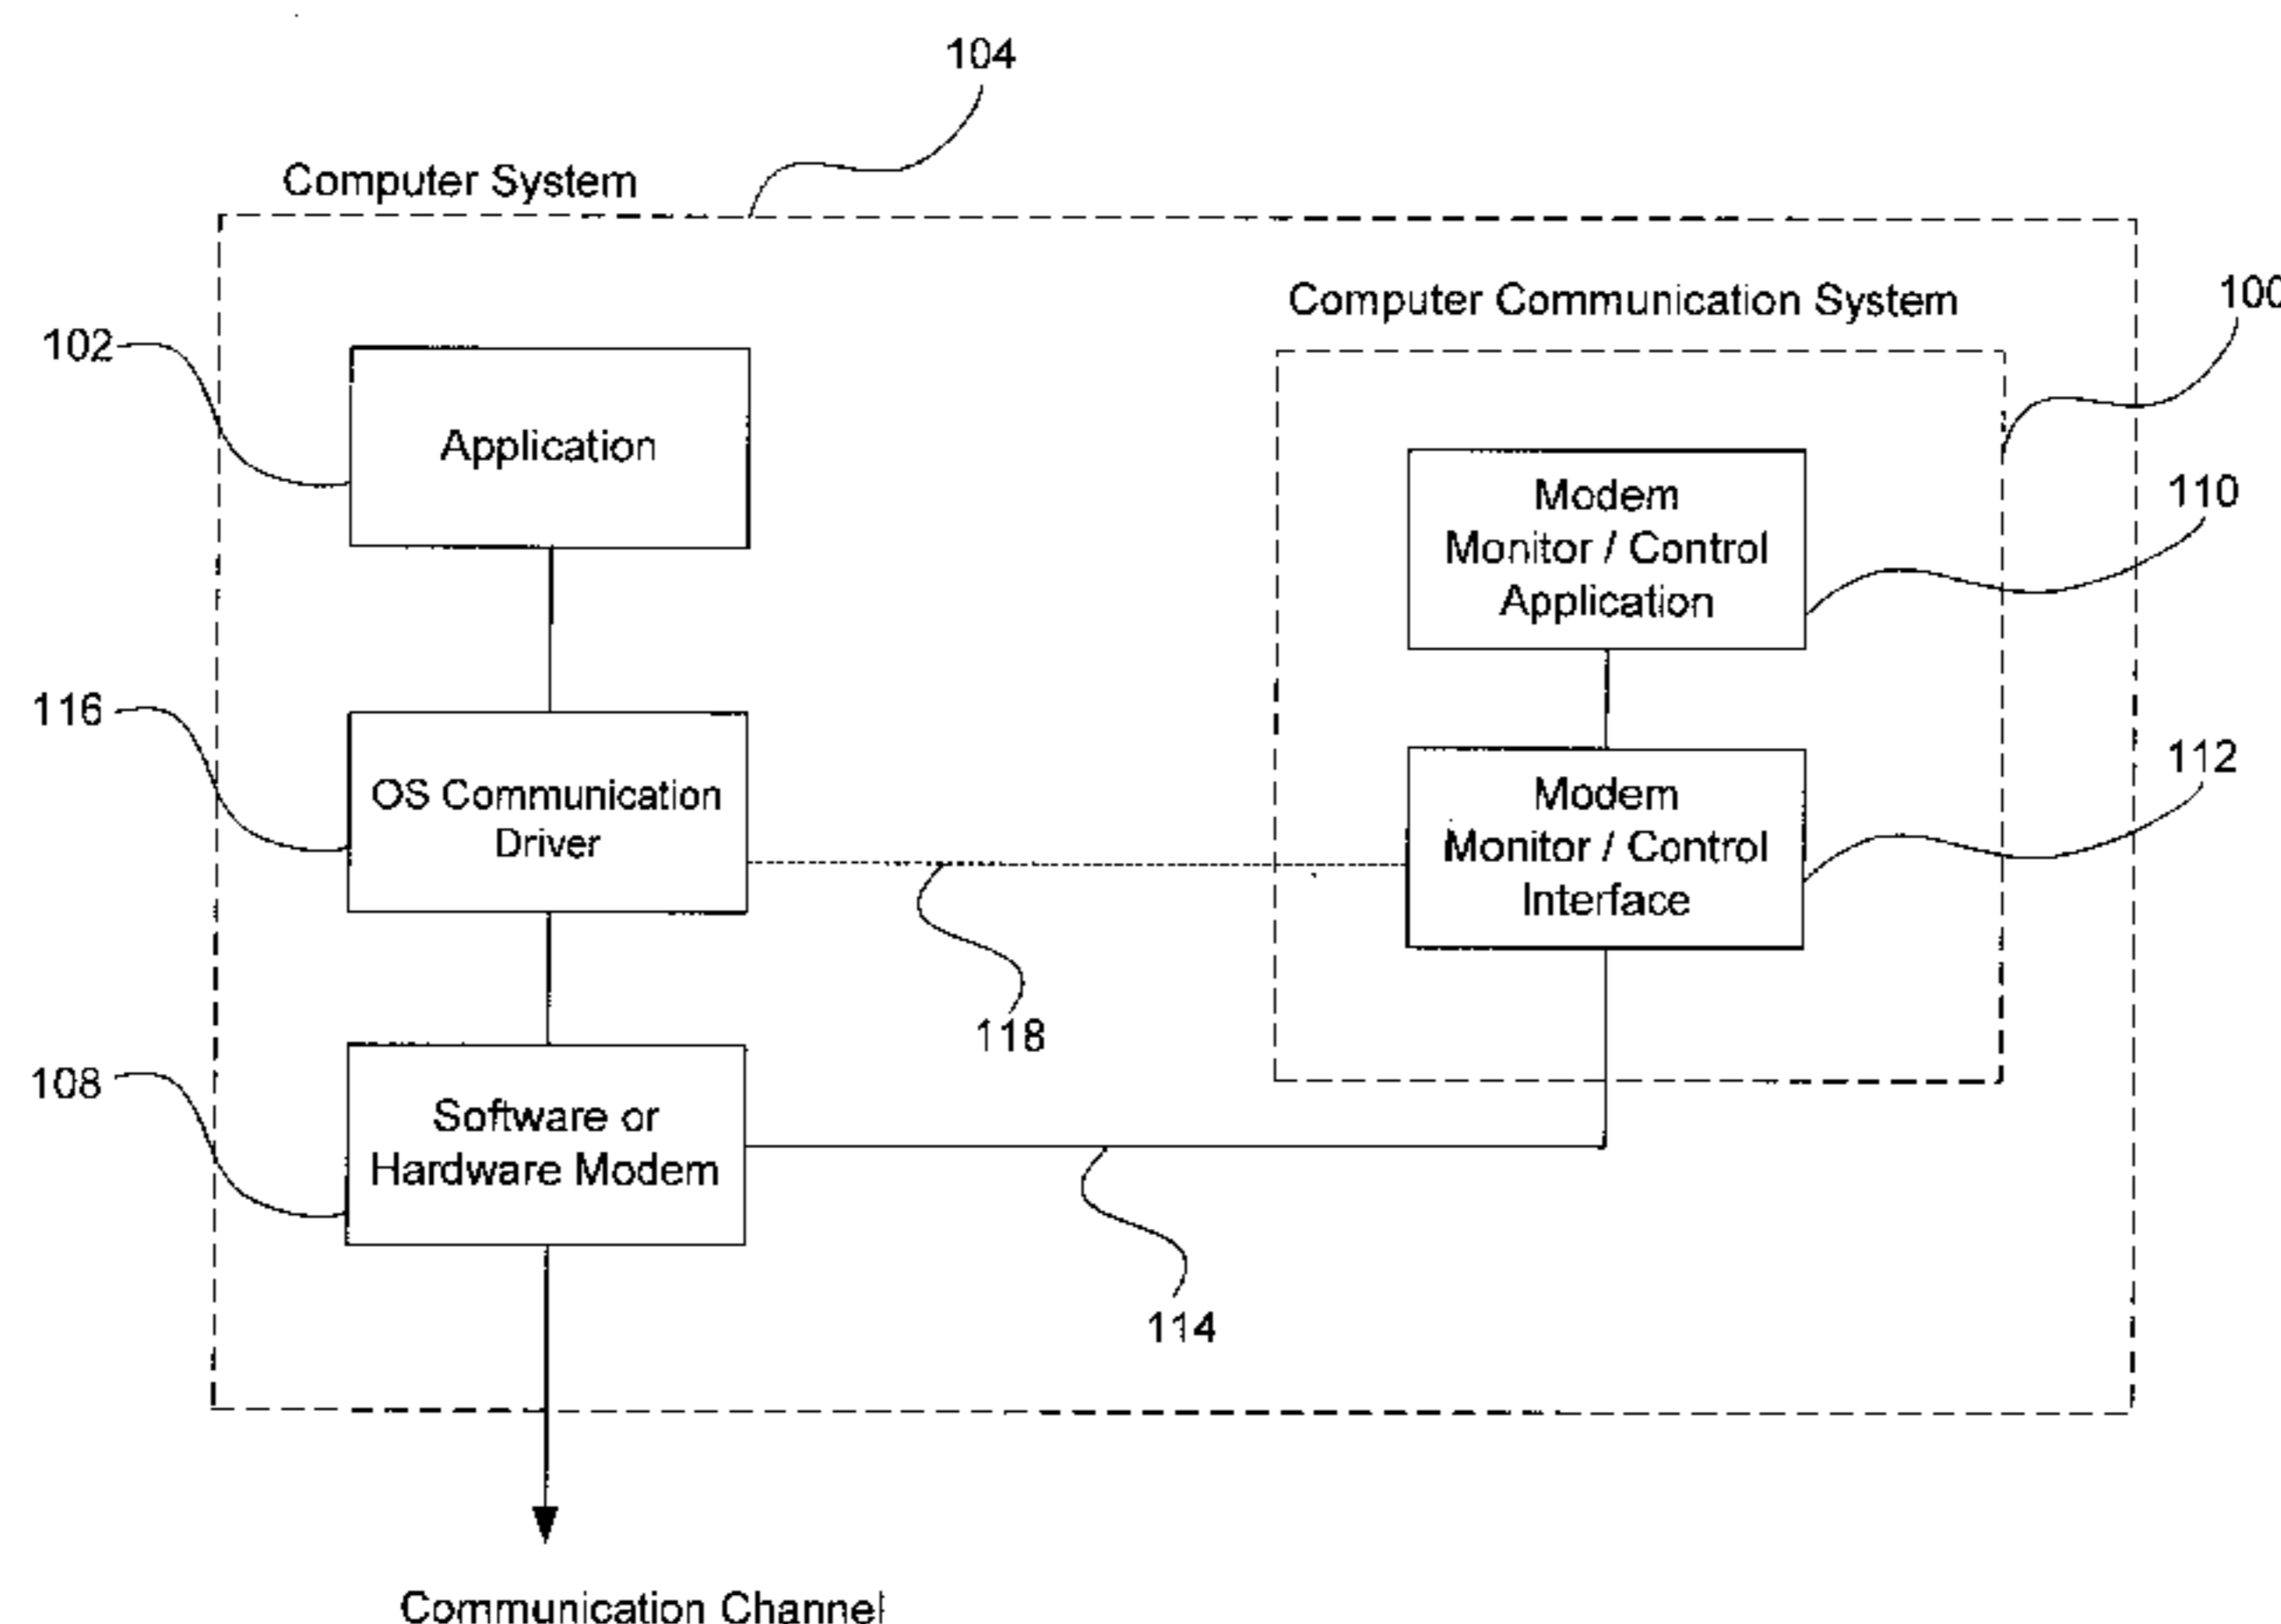 104
Computer System
Computer Communication System
100
102
Application
Modem
Monitor / Control
Application
110
116
OS Communication
Driver
Modem
Monitor / Control
Interface
112
118
108
Software or
Hardware Modem
114
Communication Channel